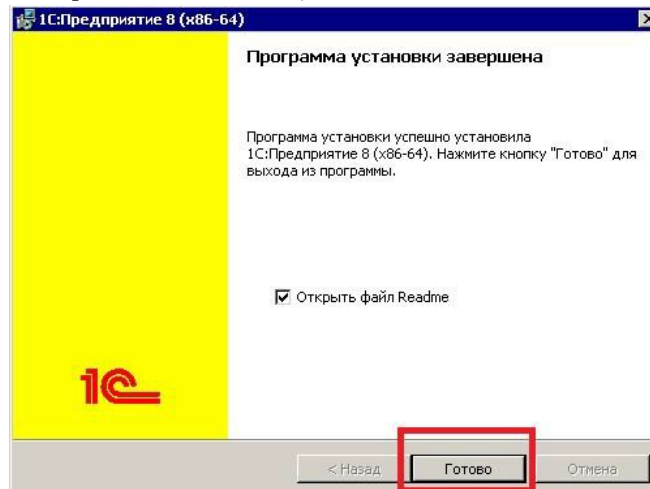 1С:Предприятие 8 (x86-64)
Программа установки завершена
Программа установки успешно установила
1С:Предприятие 8 (x86-64). Нажмите кнопку "Готово" для
выхода из программы.
Открыть файл Readme
1С
< Назад
Готово
Отмена